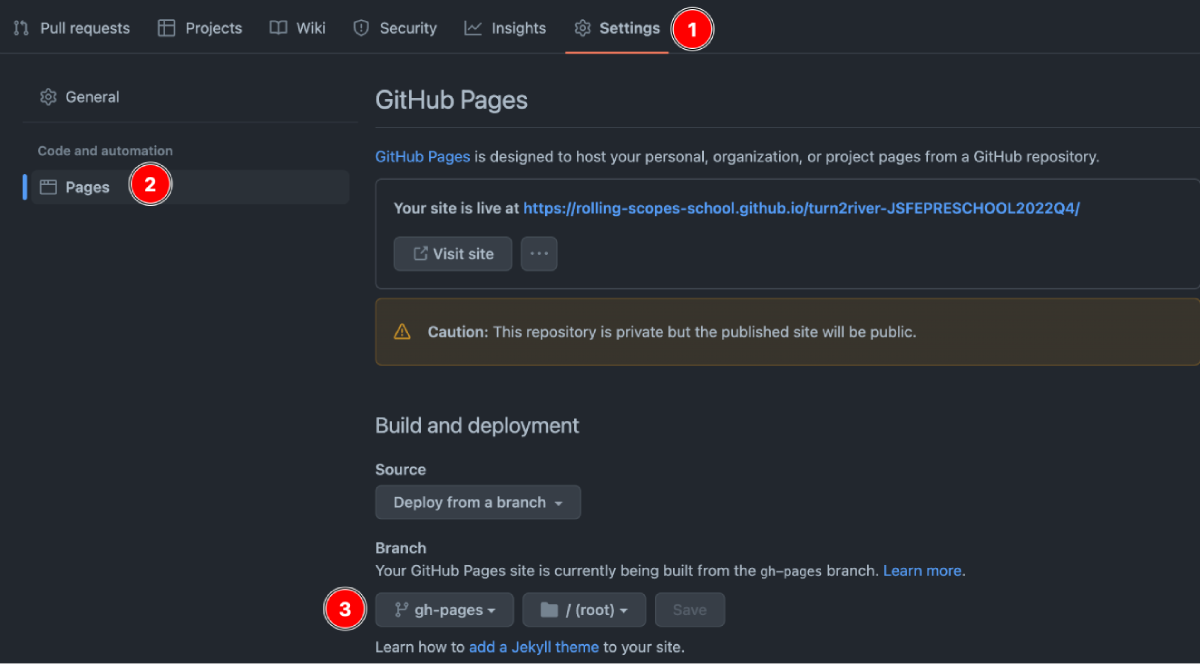 Pull requests Projects Wiki Security Insights Settings 1
General
Code and automation
Pages 2
GitHub Pages
GitHub Pages is designed to host your personal, organization, or project pages from a GitHub repository.
Your site is live at https://rolling-scopes-school.github.io/turn2river-JSFEPRESCHOOL2022Q4/
Visit site ···
Caution: This repository is private but the published site will be public.
Build and deployment
Source
Deploy from a branch
Branch
Your GitHub Pages site is currently being built from the gh-pages branch. Learn more.
3 gh-pages / (root) Save
Learn how to add a Jekyll theme to your site.